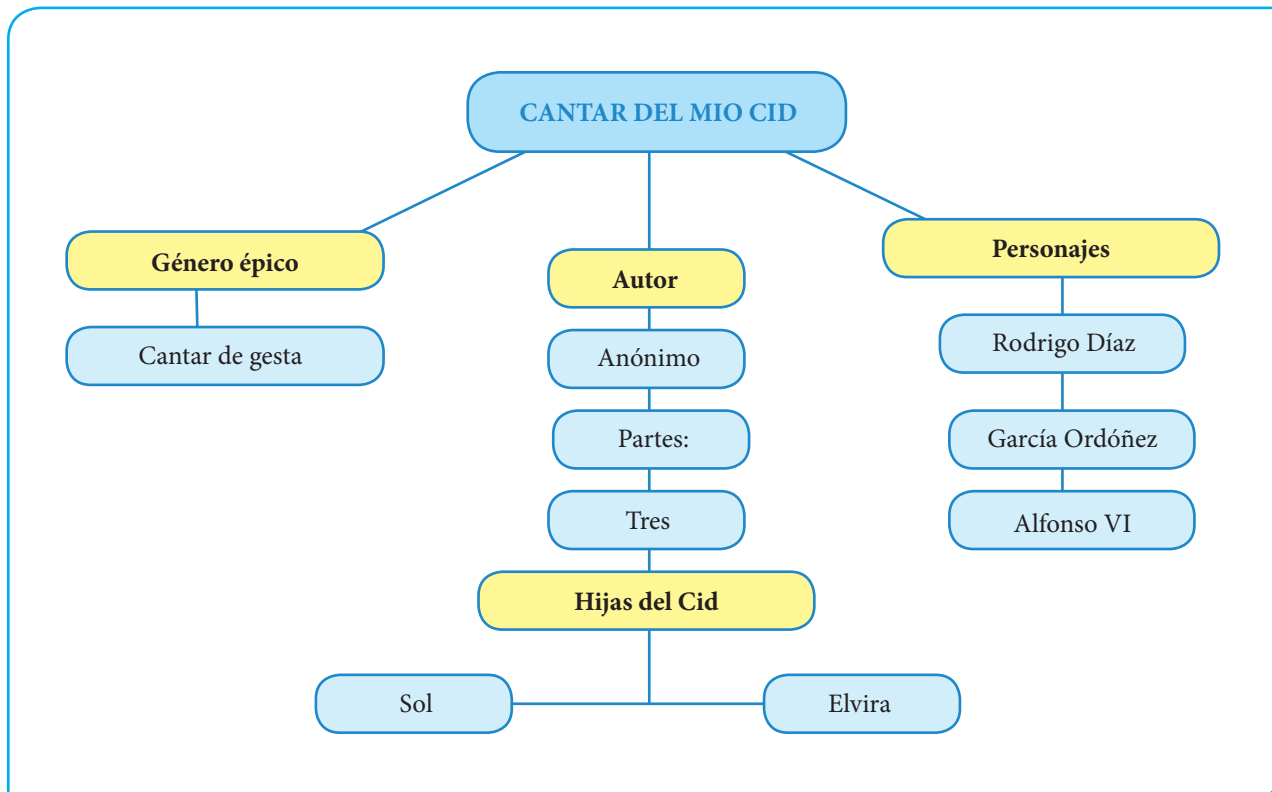 CANTAR DEL MIO CID
Género épico
Cantar de gesta
Autor
Anónimo
Partes:
Tres
Hijas del Cid
Sol
Elvira
Personajes
Rodrigo Díaz
García Ordóñez
Alfonso VI